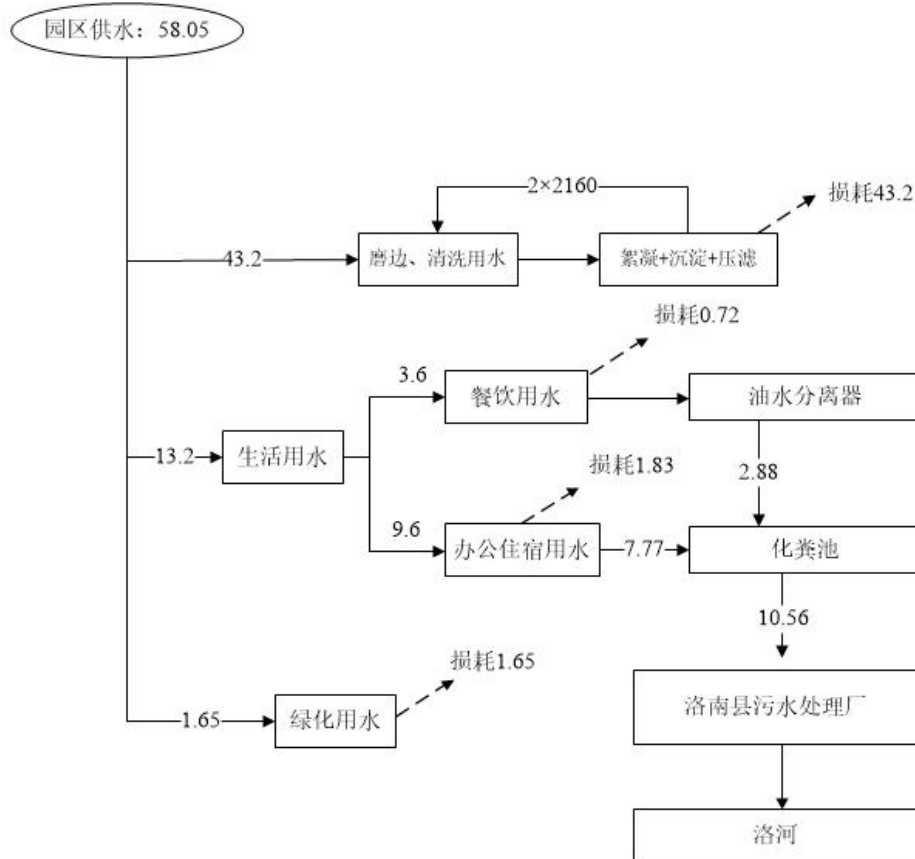 园区供水：58.05
2×2160
损耗43.2
43.2
磨边、清洗用水
絮凝+沉淀+压滤
损耗0.72
3.6
餐饮用水
油水分离器
13.2
生活用水
损耗1.83
2.88
9.6
办公住宿用水
7.77
化粪池
10.56
损耗1.65
1.65
绿化用水
洛南县污水处理厂
洛河